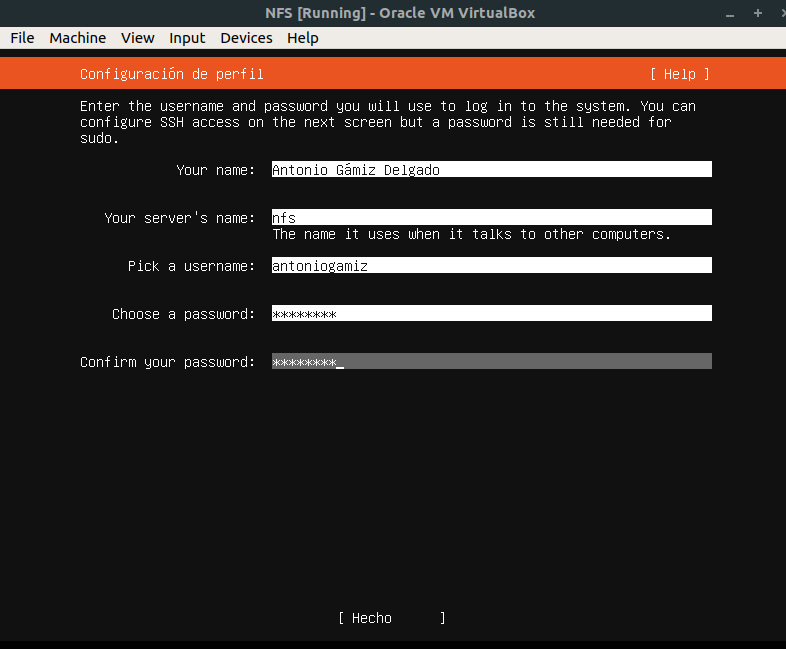 NFS [Running] - Oracle VM VirtualBox
File Machine View Input Devices Help
Configuración de perfil [ Help ]
Enter the username and password you will use to log in to the system. You can
configure SSH access on the next screen but a password is still needed for
sudo.
Your name: Antonio Gámiz Delgado
Your server's name: nfs
The name it uses when it talks to other computers.
Pick a username: antoniogamiz
Choose a password: ********
Confirm your password: ********_
[ Hecho ]